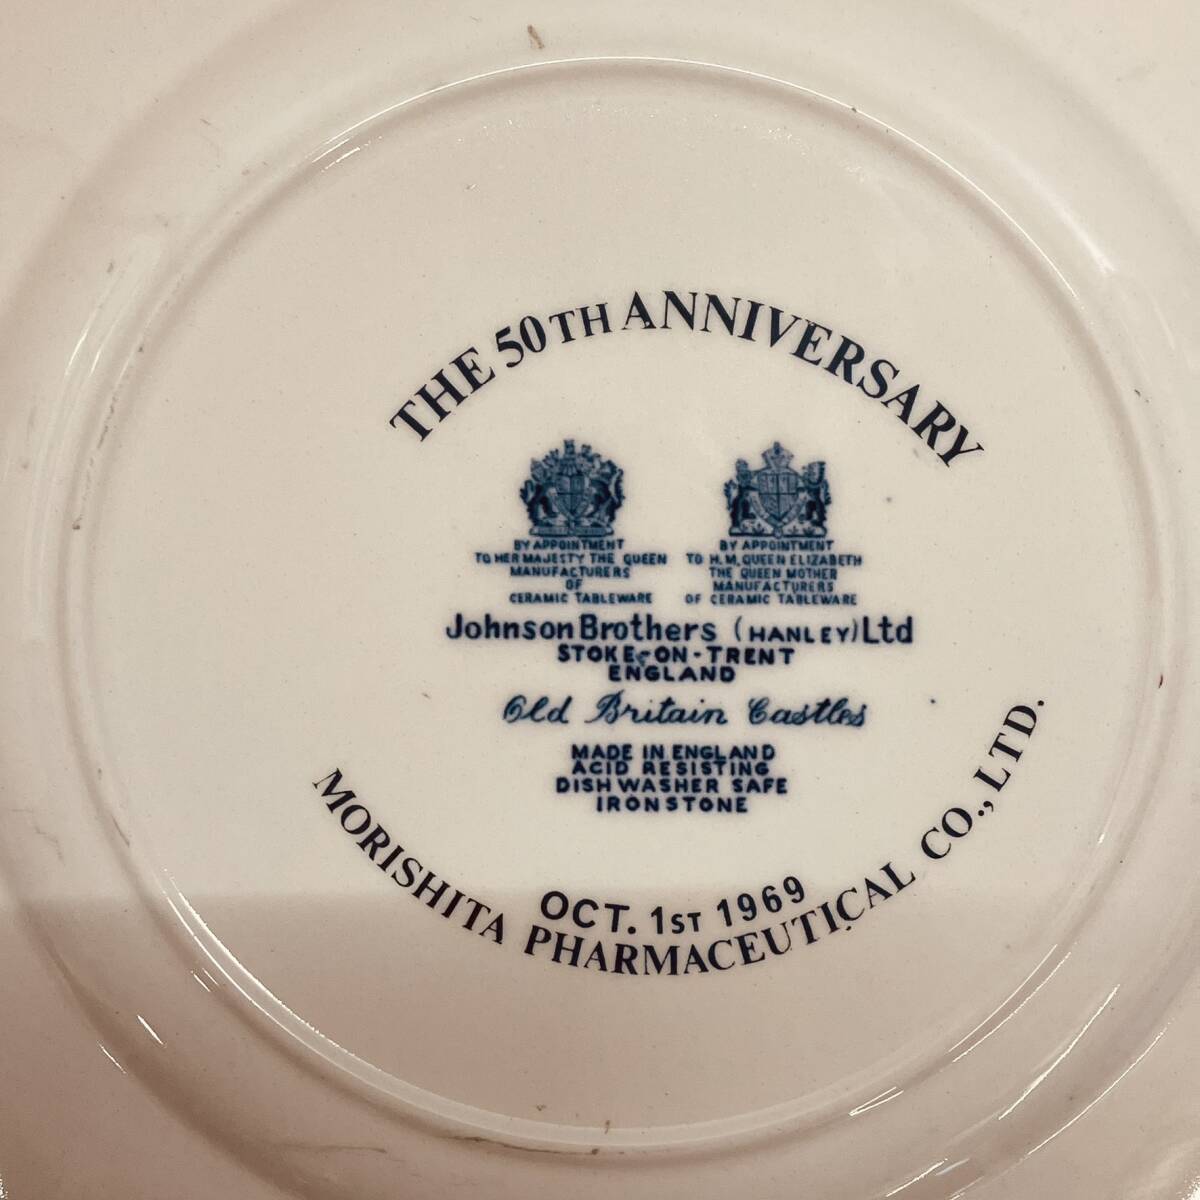 THE 50TH ANNIVERSARY
BY APPOINTMENT
TO HER MAJESTY THE QUEEN
MANUFACTURERS
OF
CERAMIC TABLEWARE
BY APPOINTMENT
TO H.M. QUEEN ELIZABETH
THE QUEEN MOTHER
MANUFACTURERS
OF CERAMIC TABLEWARE
Johnson Brothers (HANLEY) Ltd
STOKE-ON-TRENT
ENGLAND
Old Britain Castles
MADE IN ENGLAND
ACID RESISTING
DISHWASHER SAFE
IRONSTONE
OCT. 1ST 1969
MORISHITA PHARMACEUTICAL CO., LTD.